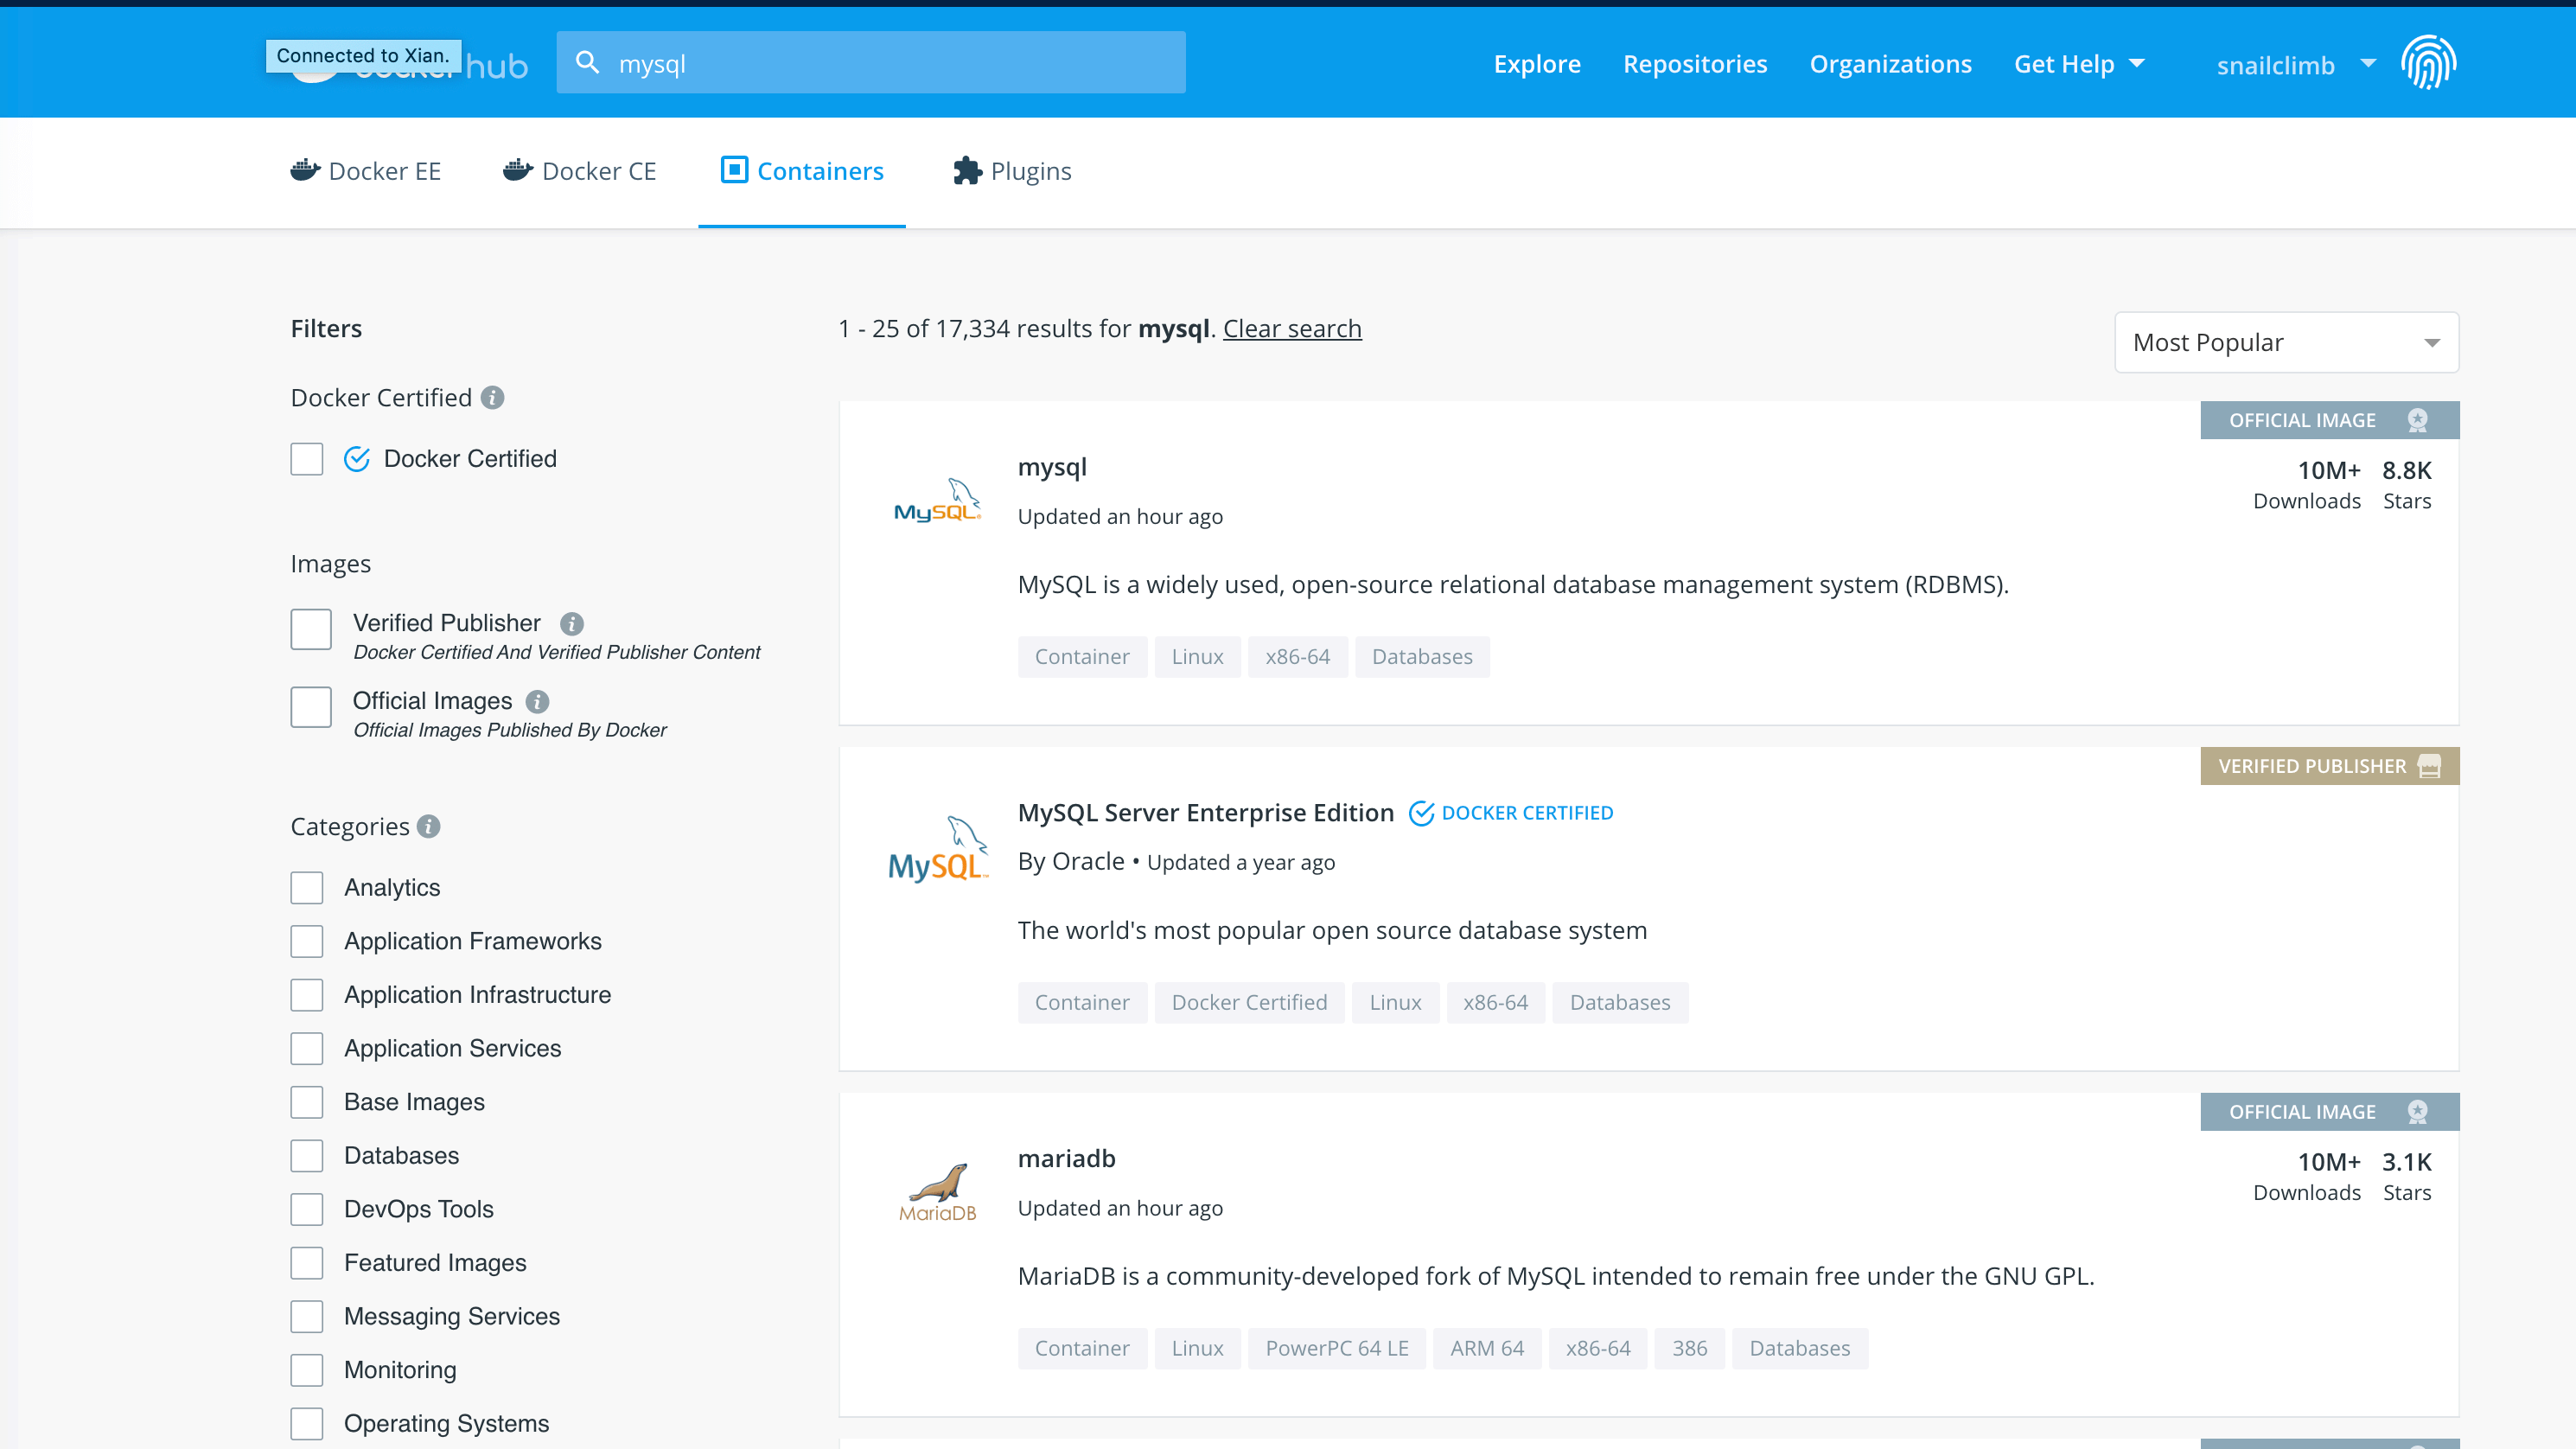 Connected to Xian.
hub
mysql
Explore
Repositories
Organizations
Get Help
snailclimb
Docker EE
Docker CE
Containers
Plugins
Filters
Docker Certified
Docker Certified
Images
Verified Publisher
Docker Certified And Verified Publisher Content
Official Images
Official Images Published By Docker
Categories
Analytics
Application Frameworks
Application Infrastructure
Application Services
Base Images
Databases
DevOps Tools
Featured Images
Messaging Services
Monitoring
Operating Systems
1 - 25 of 17,334 results for mysql. Clear search
Most Popular
OFFICIAL IMAGE
MySQL
mysql
10M+ 8.8K
Downloads Stars
Updated an hour ago
MySQL is a widely used, open-source relational database management system (RDBMS).
Container Linux x86-64 Databases
VERIFIED PUBLISHER
MySQL
MySQL Server Enterprise Edition DOCKER CERTIFIED
By Oracle • Updated a year ago
The world's most popular open source database system
Container Docker Certified Linux x86-64 Databases
OFFICIAL IMAGE
MariaDB
mariadb
10M+ 3.1K
Downloads Stars
Updated an hour ago
MariaDB is a community-developed fork of MySQL intended to remain free under the GNU GPL.
Container Linux PowerPC 64 LE ARM 64 x86-64 386 Databases